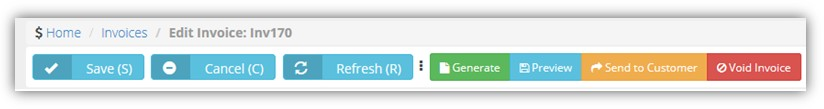 $ Home / Invoices / Edit Invoice: Inv170
Save (S) Cancel (C) Refresh (R) Generate Preview Send to Customer Void Invoice